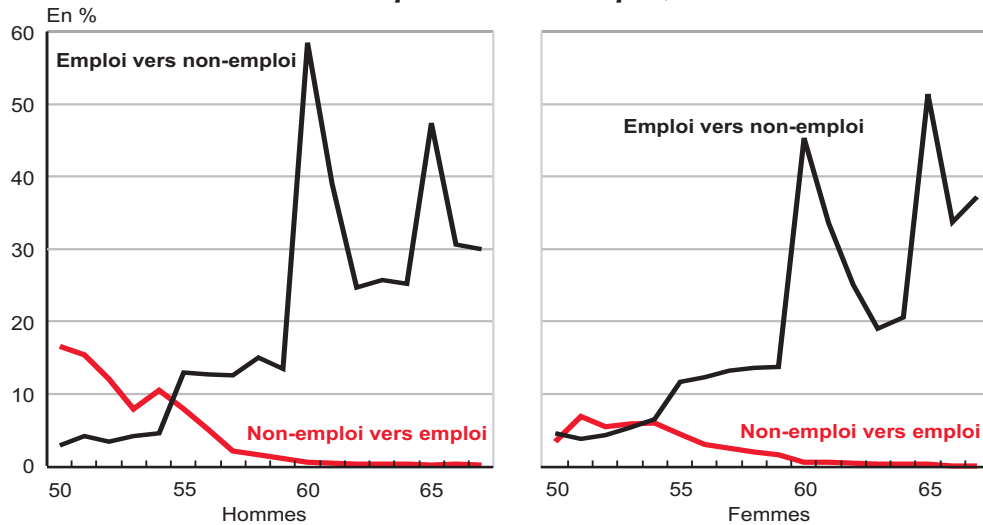 En %
60
50
40
30
20
10
0
Emploi vers non-emploi
Non-emploi vers emploi
50 55 60 65
Hommes
Emploi vers non-emploi
Non-emploi vers emploi
50 55 60 65
Femmes